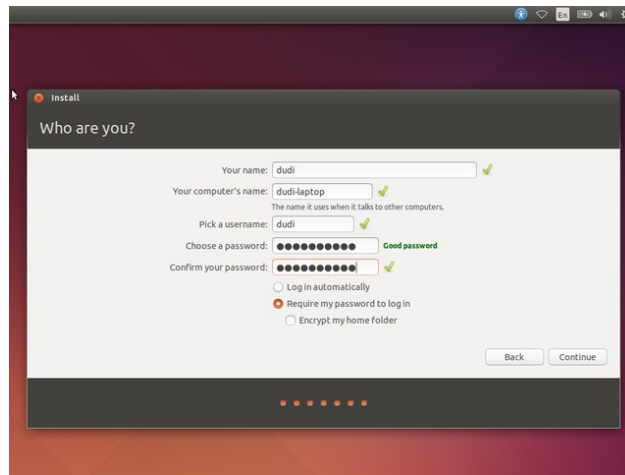 En
Install
Who are you?
Your name: dudi
Your computer's name: dudi-laptop
The name it uses when it talks to other computers.
Pick a username: dudi
Choose a password: ●●●●●●●●●● Good password
Confirm your password: ●●●●●●●●●●
Log in automatically
Require my password to log in
Encrypt my home folder
Back Continue